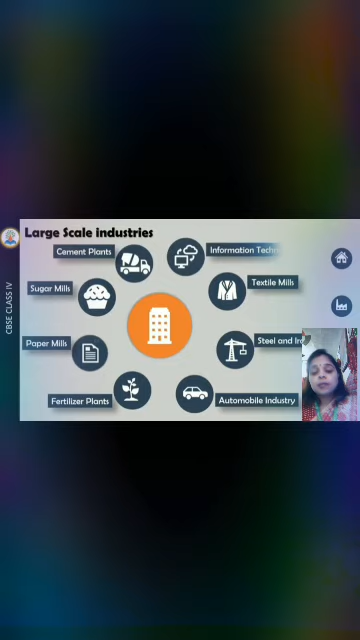 Large Scale industries
Cement Plants
Information Techn
Sugar Mills
Textile Mills
Paper Mills
Steel and Iro
Fertilizer Plants
Automobile Industry
CBSE CLASS IV